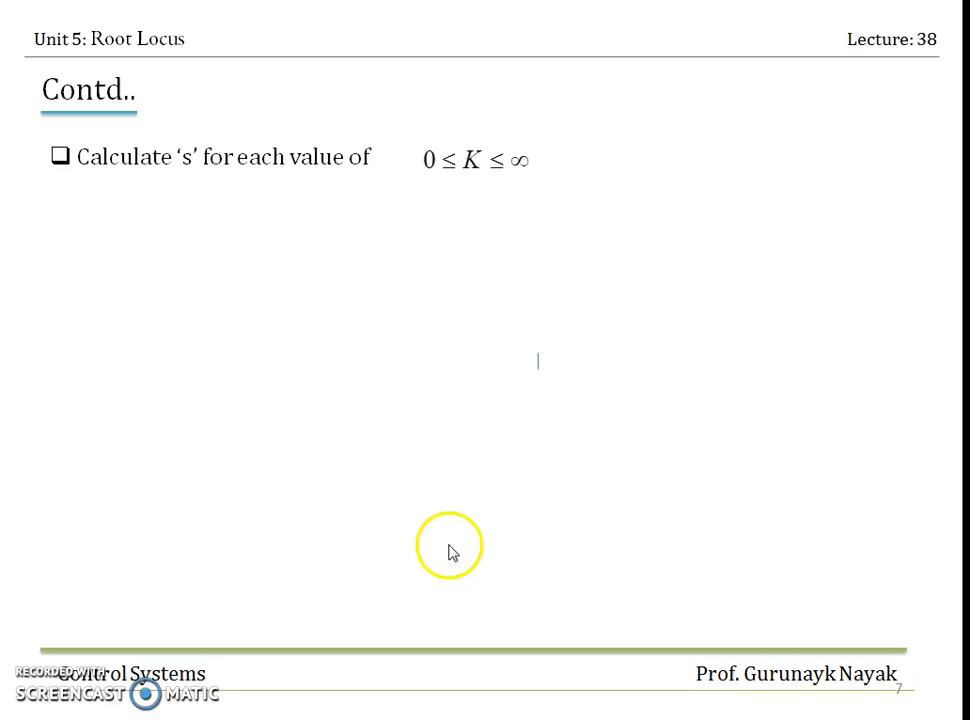 Unit 5: Root Locus Lecture: 38
Contd..
❑ Calculate ‘s’ for each value of 0 ≤ K ≤ ∞
RECORDED WITH
Control Systems Prof. Gurunayk Nayak
SCREENCAST MATIC 7